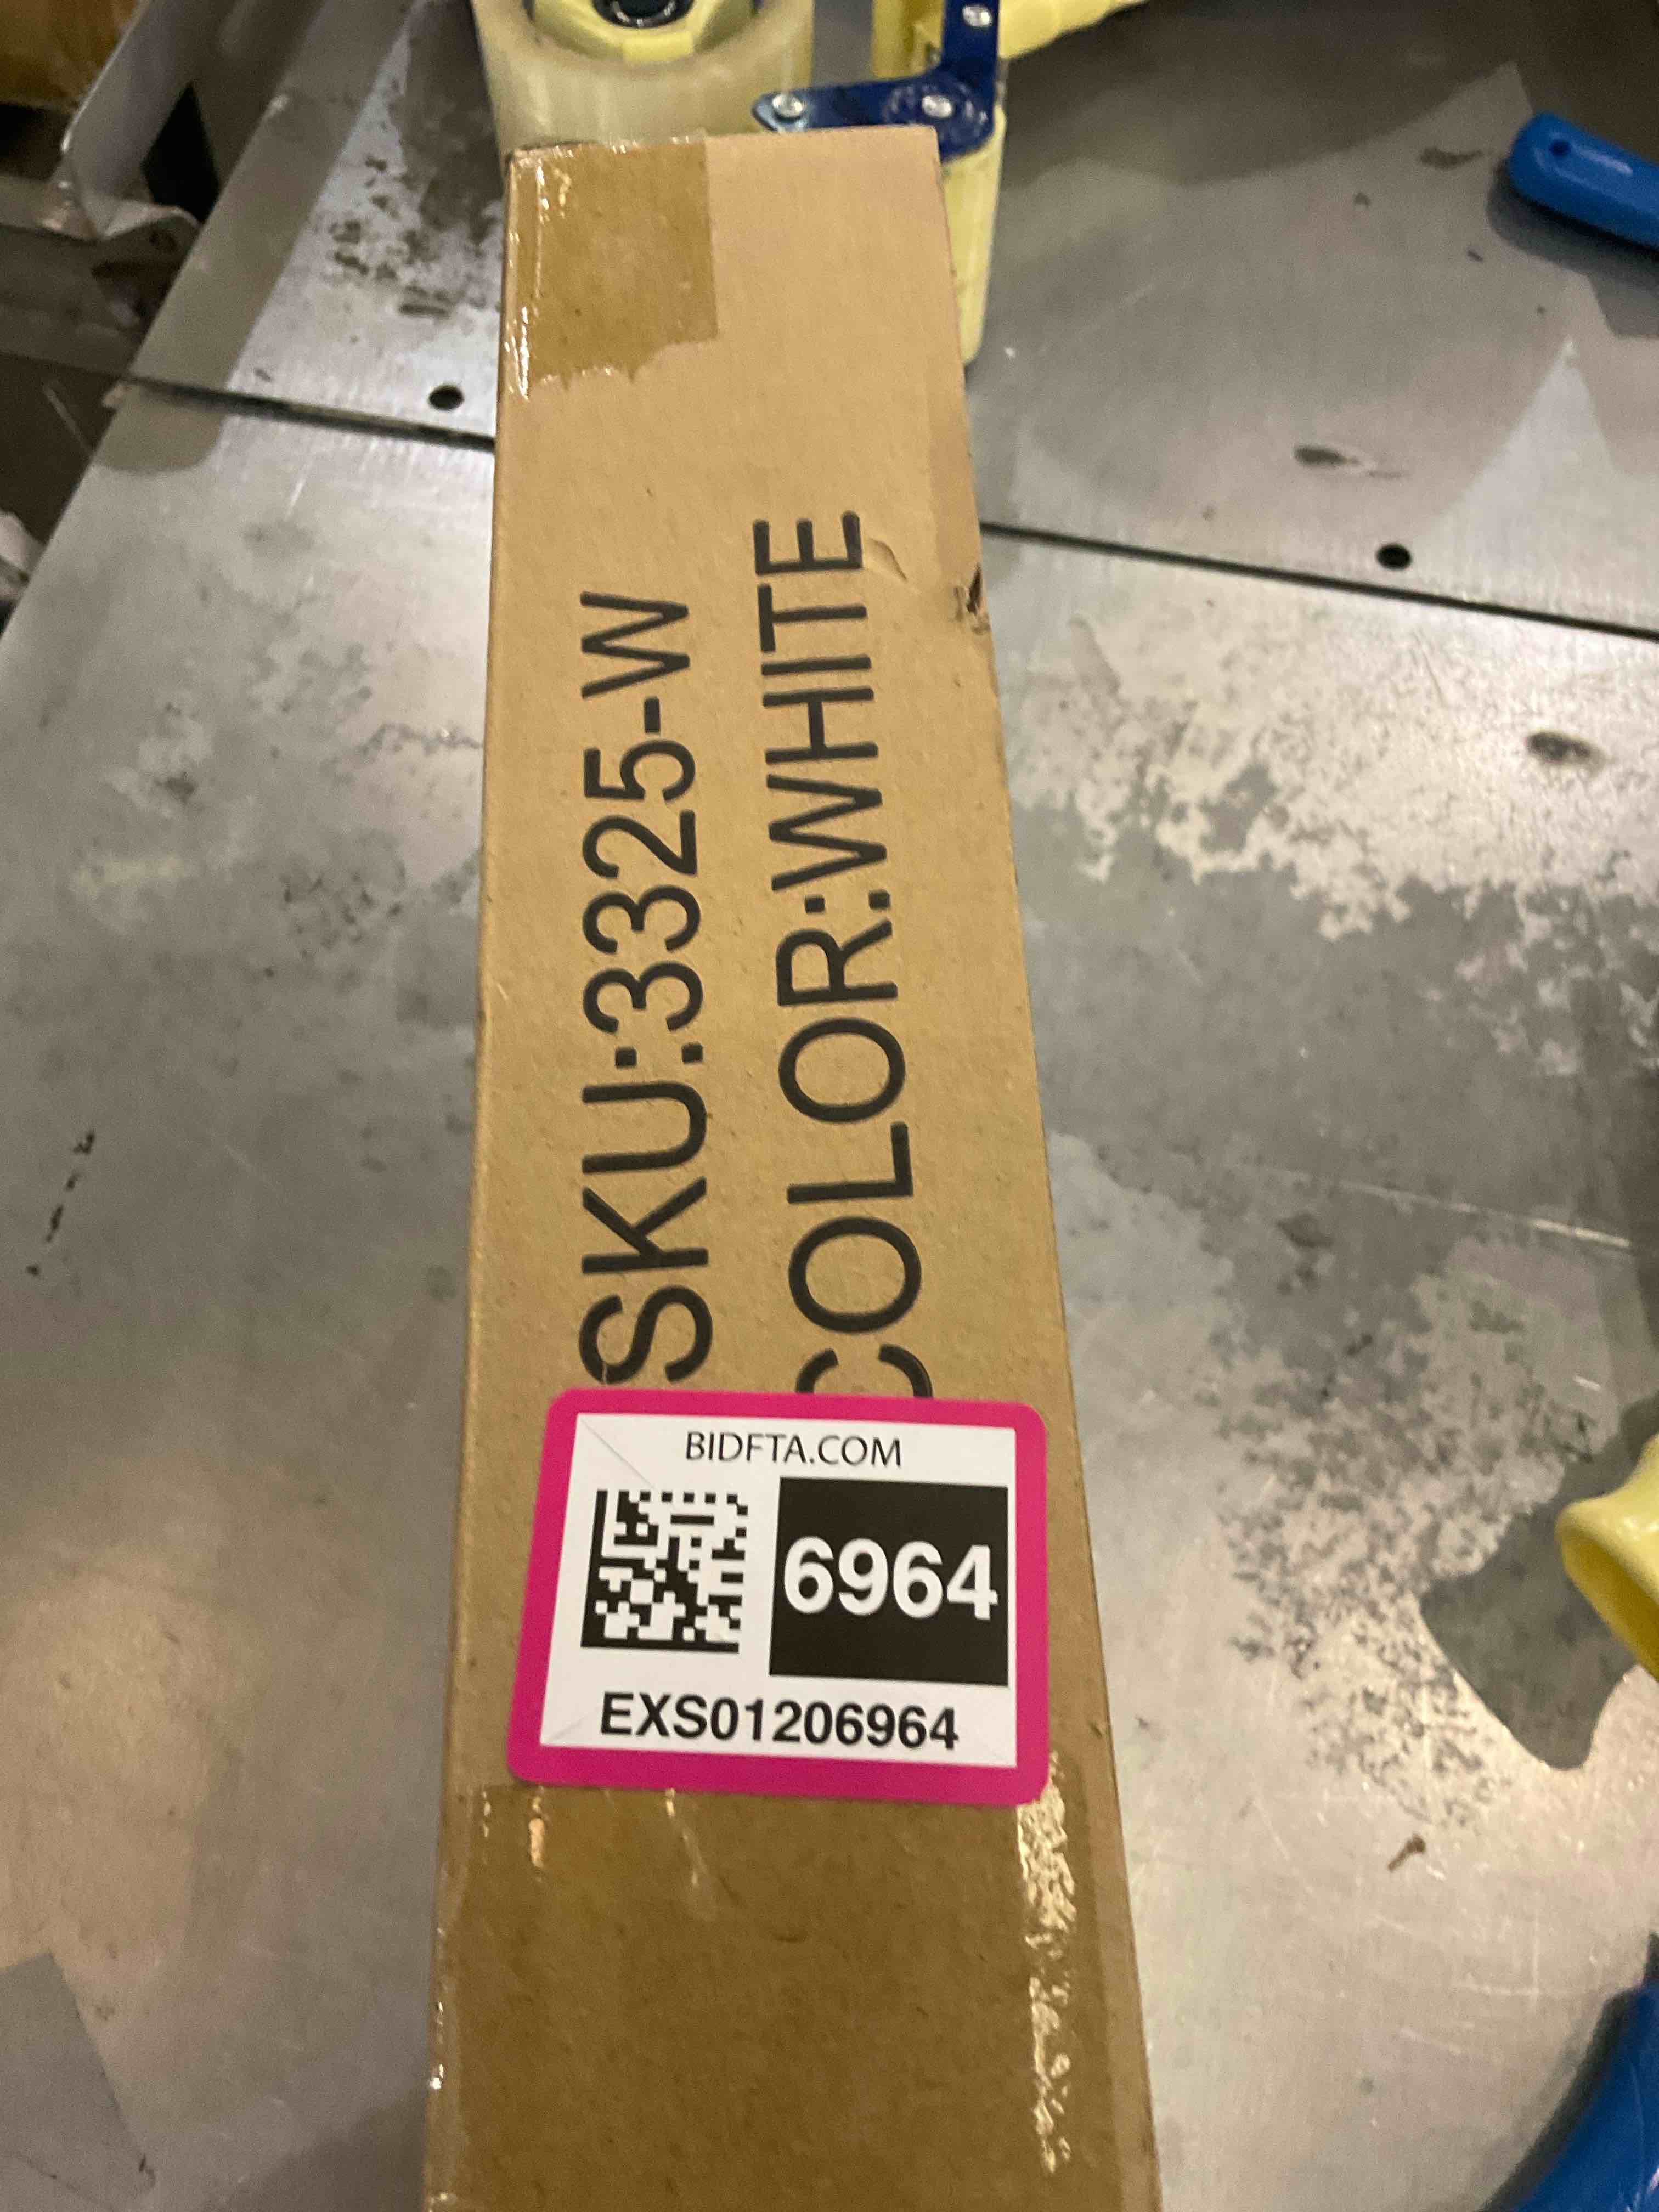 SKU:3325-W
COLOR:WHITE
BIDFTA.COM
6964
EXS01206964